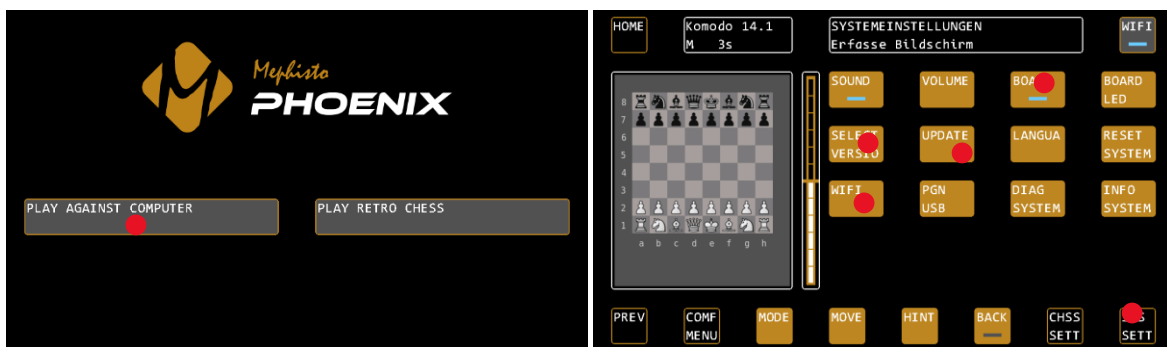 Mephisto
PHOENIX
PLAY AGAINST COMPUTER
PLAY RETRO CHESS
HOME
Komodo 14.1
M 3s
SYSTEMEINSTELLUNGEN
Erfasse Bildschirm
WIFI
SOUND
VOLUME
BOARD
LED
SELECT
VERSIO
UPDATE
LANGUA
RESET
SYSTEM
WIFI
PGN
USB
DIAG
SYSTEM
INFO
SYSTEM
8
7
6
5
4
3
2
1
a b c d e f g h
PREV
COMF
MENU
MODE
MOVE
HINT
BACK
CHSS
SETT
SETT